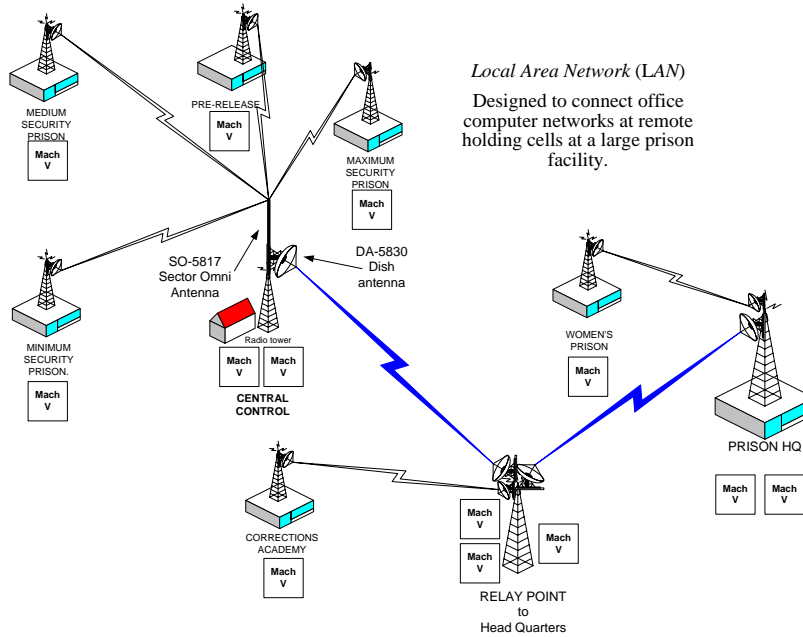 Local Area Network (LAN)
Designed to connect office
computer networks at remote
holding cells at a large prison
facility.
MEDIUM
SECURITY
PRISON
Mach
V
PRE-RELEASE
Mach
V
MAXIMUM
SECURITY
PRISON
Mach
V
SO-5817
Sector Omni
Antenna
DA-5830
Dish
antenna
MINIMUM
SECURITY
PRISON.
Mach
V
Radio tower
Mach
V
Mach
V
CENTRAL
CONTROL
WOMEN'S
PRISON
Mach
V
PRISON HQ
Mach
V
Mach
V
CORRECTIONS
ACADEMY
Mach
V
Mach
V
Mach
V
Mach
V
RELAY POINT
to
Head Quarters